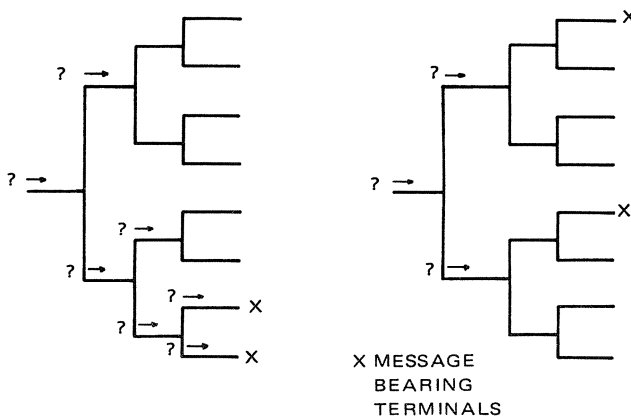 X
? →
? →
? →
? →
X
? →
? →
? → X
? →
? →
? → X
X MESSAGE
BEARING
TERMINALS